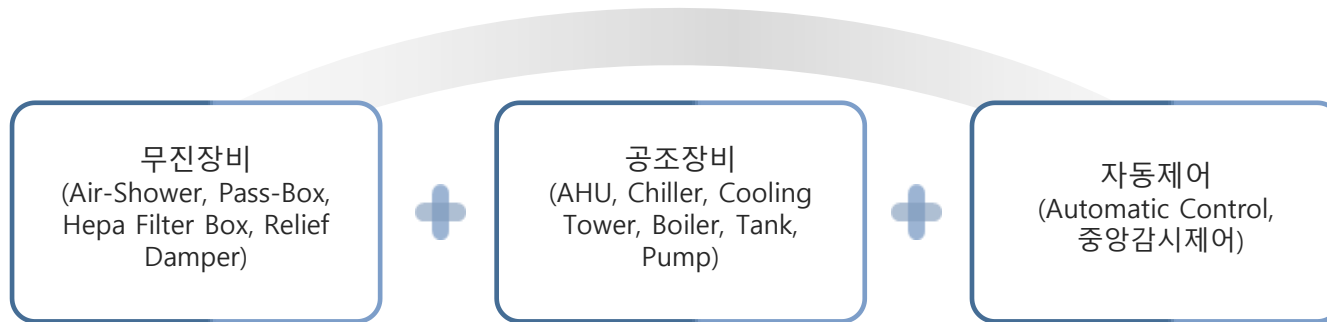 무진장비
(Air-Shower, Pass-Box,
Hepa Filter Box, Relief
Damper)
공조장비
(AHU, Chiller, Cooling
Tower, Boiler, Tank,
Pump)
자동제어
(Automatic Control,
중앙감시제어)